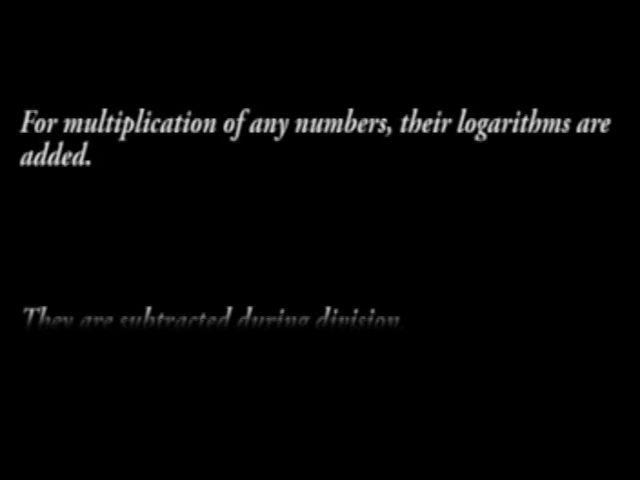 For multiplication of any numbers, their logarithms are
added.
They are subtracted during division.